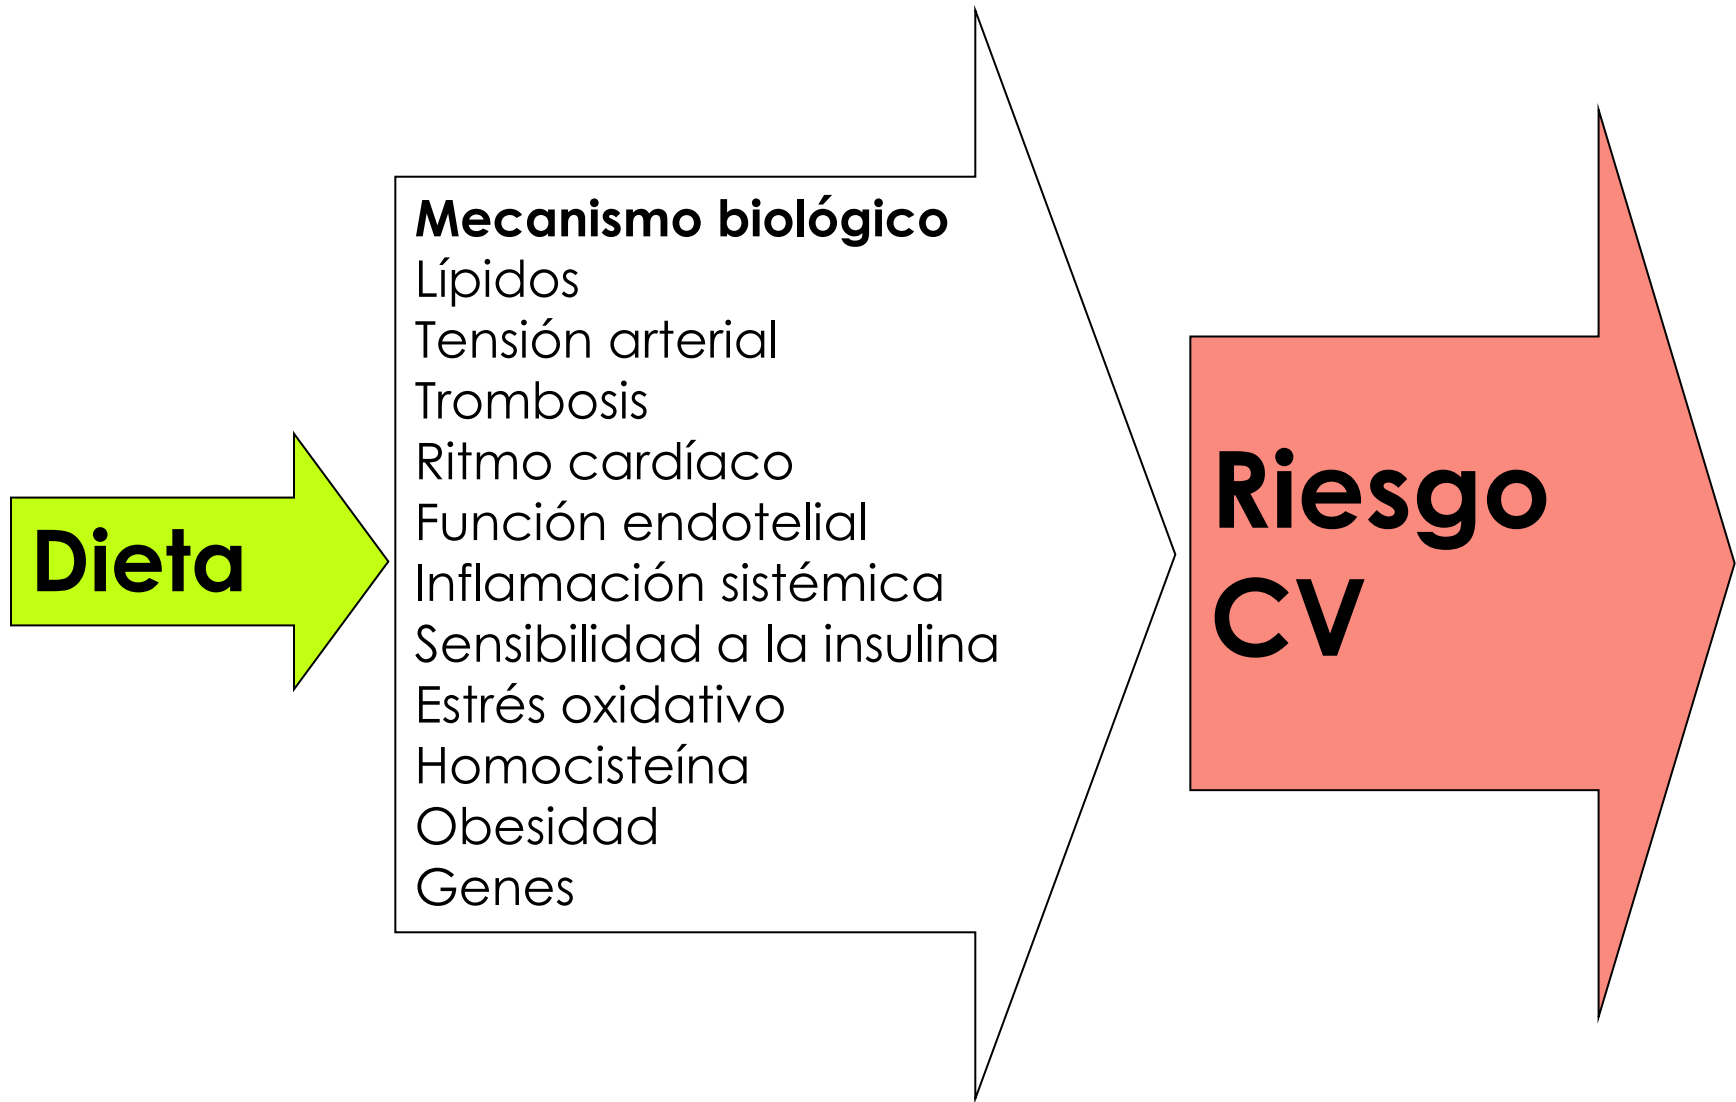 Dieta
Mecanismo biológico
Lípidos
Tensión arterial
Trombosis
Ritmo cardíaco
Función endotelial
Inflamación sistémica
Sensibilidad a la insulina
Estrés oxidativo
Homocisteína
Obesidad
Genes
Riesgo
CV